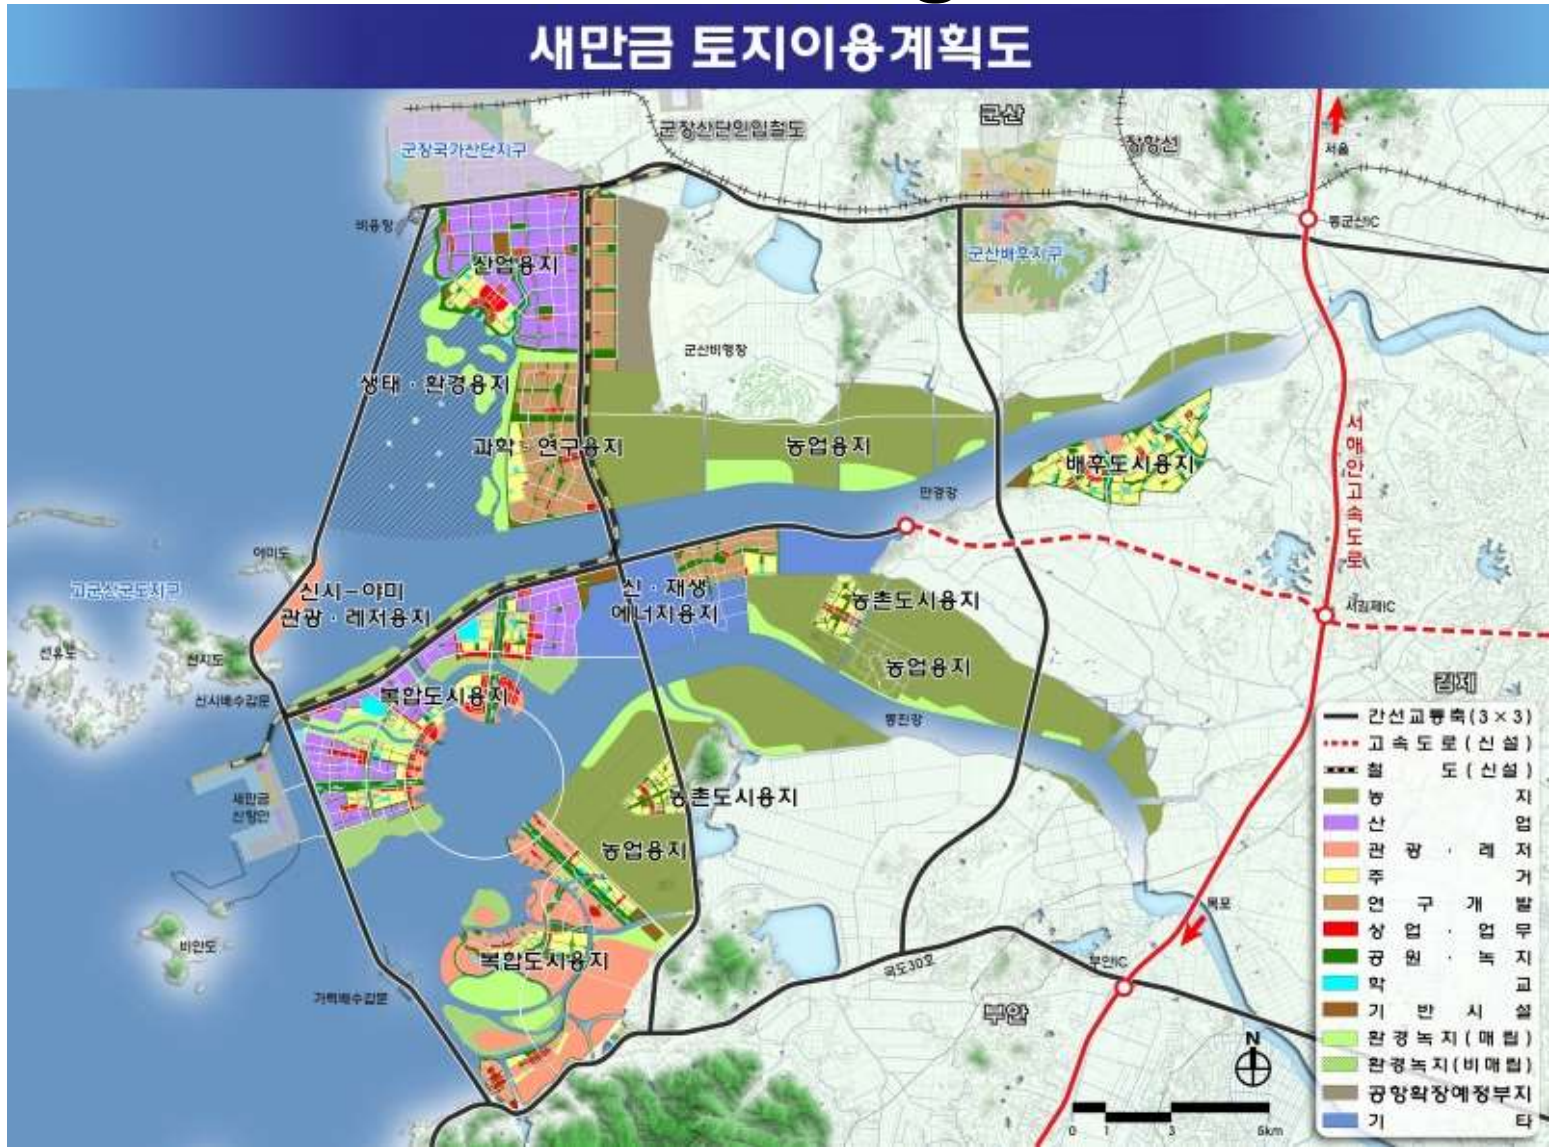 새만금 토지이용계획도
군산
군장산단인입철도
장항선
서울
군장국가산단지구
비응항
동군산IC
군산배후지구
산업용지
군산비행장
생태·환경용지
과학·연구용지
농업용지
배후도시용지
서해안고속도로
만경강
야미도
고군산군도지구
신시-야미
관광·레저용지
신·재생
에너지용지
농촌도시용지
서김제IC
선유도
신시도
농업용지
신시배수갑문
복합도시용지
동진강
김제
새만금
신항만
농촌도시용지
농업용지
비안도
복합도시용지
가력배수갑문
국도30호
목포
부안IC
부안
간선교통축(3×3)
고속도로(신설)
철도(신설)
농지
산업
관광·레저
주거
연구개발
상업·업무
공원·녹지
학교
기반시설
환경녹지(매립)
환경녹지(비매립)
공항확장예정부지
기타
N
0 1 3 5km